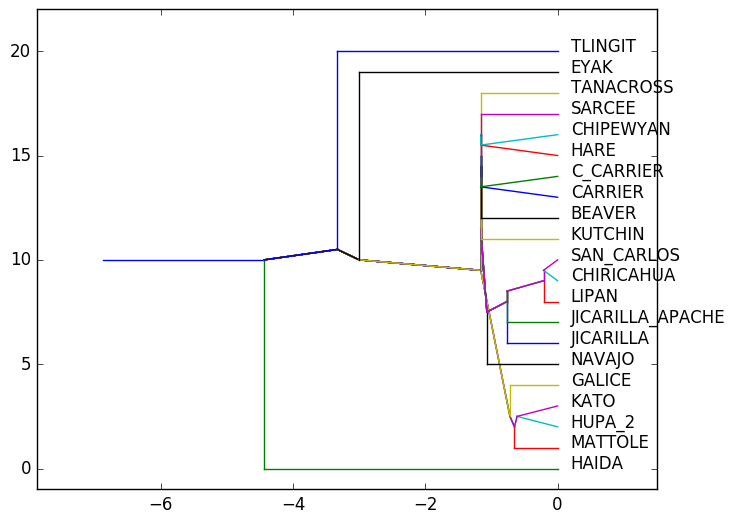 20
15
10
5
0
TLINGIT
EYAK
TANACROSS
SARCEE
CHIPEWYAN
HARE
C_CARRIER
CARRIER
BEAVER
KUTCHIN
SAN_CARLOS
CHIRICAHUA
LIPAN
JICARILLA_APACHE
JICARILLA
NAVAJO
GALICE
KATO
HUPA_2
MATTOLE
HAIDA
−6 −4 −2 0